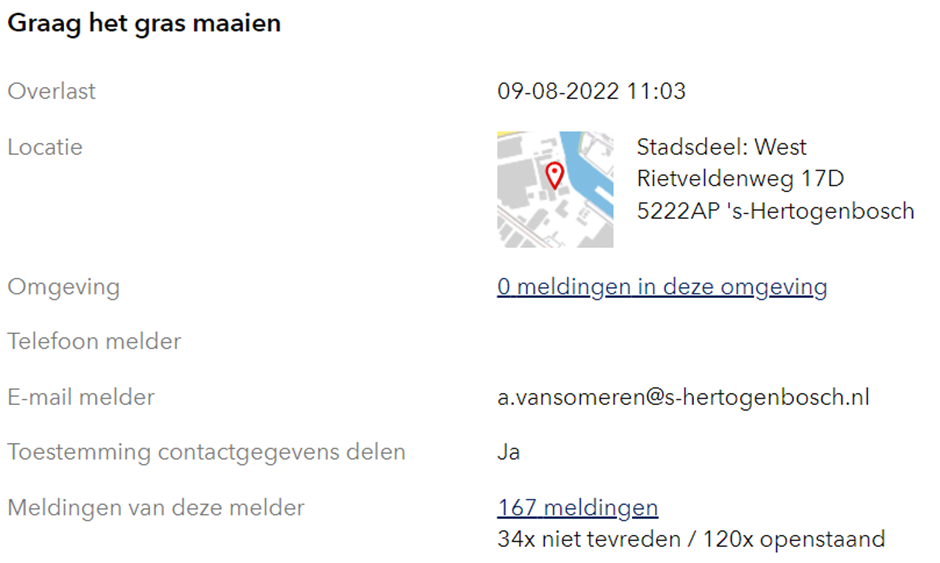 Graag het gras maaien
Overlast 09-08-2022 11:03
Locatie Stadsdeel: West
Rietveldenweg 17D
5222AP 's-Hertogenbosch
Omgeving 0 meldingen in deze omgeving
Telefoon melder
E-mail melder a.vansomeren@s-hertogenbosch.nl
Toestemming contactgegevens delen Ja
Meldingen van deze melder 167 meldingen
34x niet tevreden / 120x openstaand